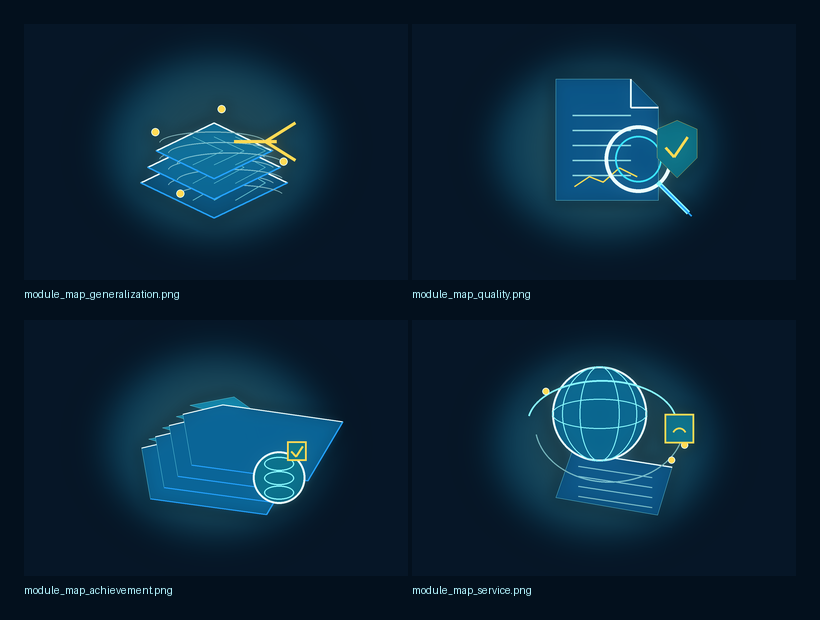 module_map_generalization.png
module_map_quality.png
module_map_achievement.png
module_map_service.png